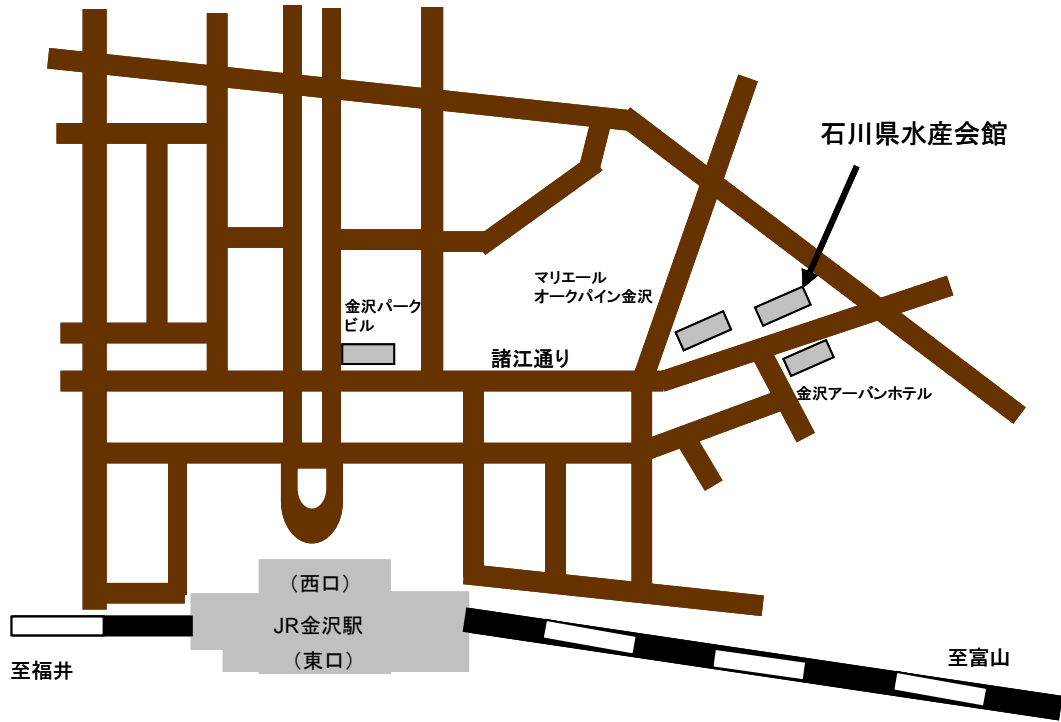 石川県水産会館
マリエール
オークパイン金沢
金沢パーク
ビル
諸江通り
金沢アーバンホテル
（西口）
JR金沢駅
（東口）
至福井
至富山